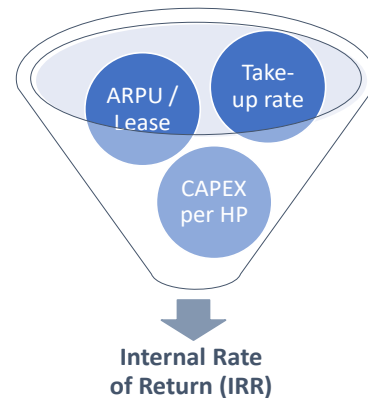 ARPU /
Lease
Take-
up rate
CAPEX
per HP
Internal Rate
of Return (IRR)